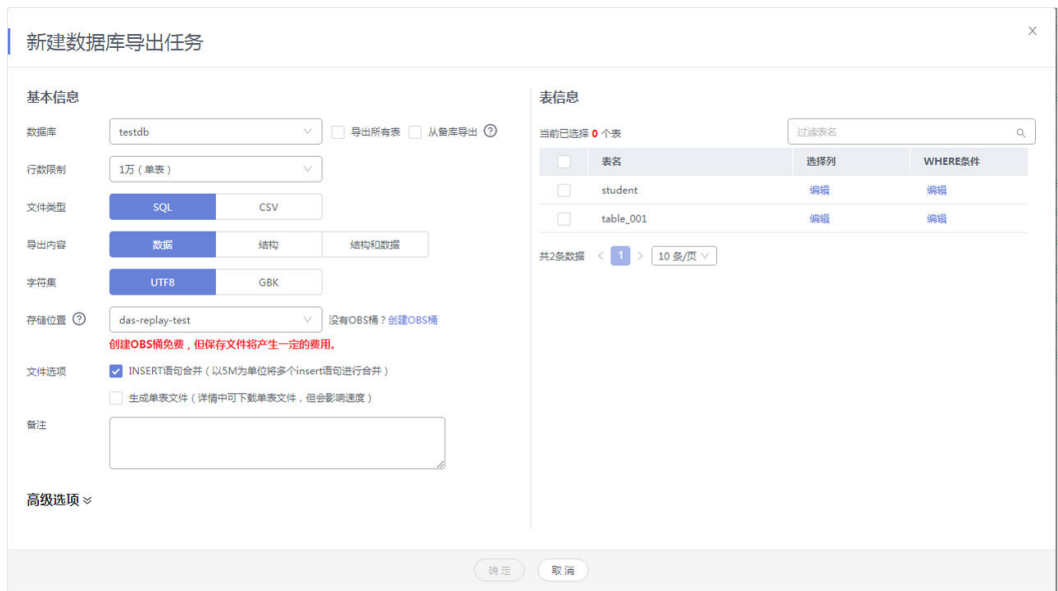 新建数据库导出任务
基本信息
数据库 testdb 导出所有表 从备库导出
行数限制 1万（单表）
文件类型 SQL CSV
导出内容 数据 结构 结构和数据
字符集 UTF8 GBK
存储位置 das-replay-test 没有OBS桶？创建OBS桶
创建OBS桶免费，但保存文件将产生一定的费用。
文件选项 INSERT语句合并（以5M为单位将多个insert语句进行合并）
生成单表文件（详情中可下载单表文件，但会影响速度）
备注
高级选项
表信息
当前已选择 0 个表 过滤表名
表名 选择列 WHERE条件
student 编辑 编辑
table_001 编辑 编辑
共2条数据 < 1 > 10 条/页
确定 取消